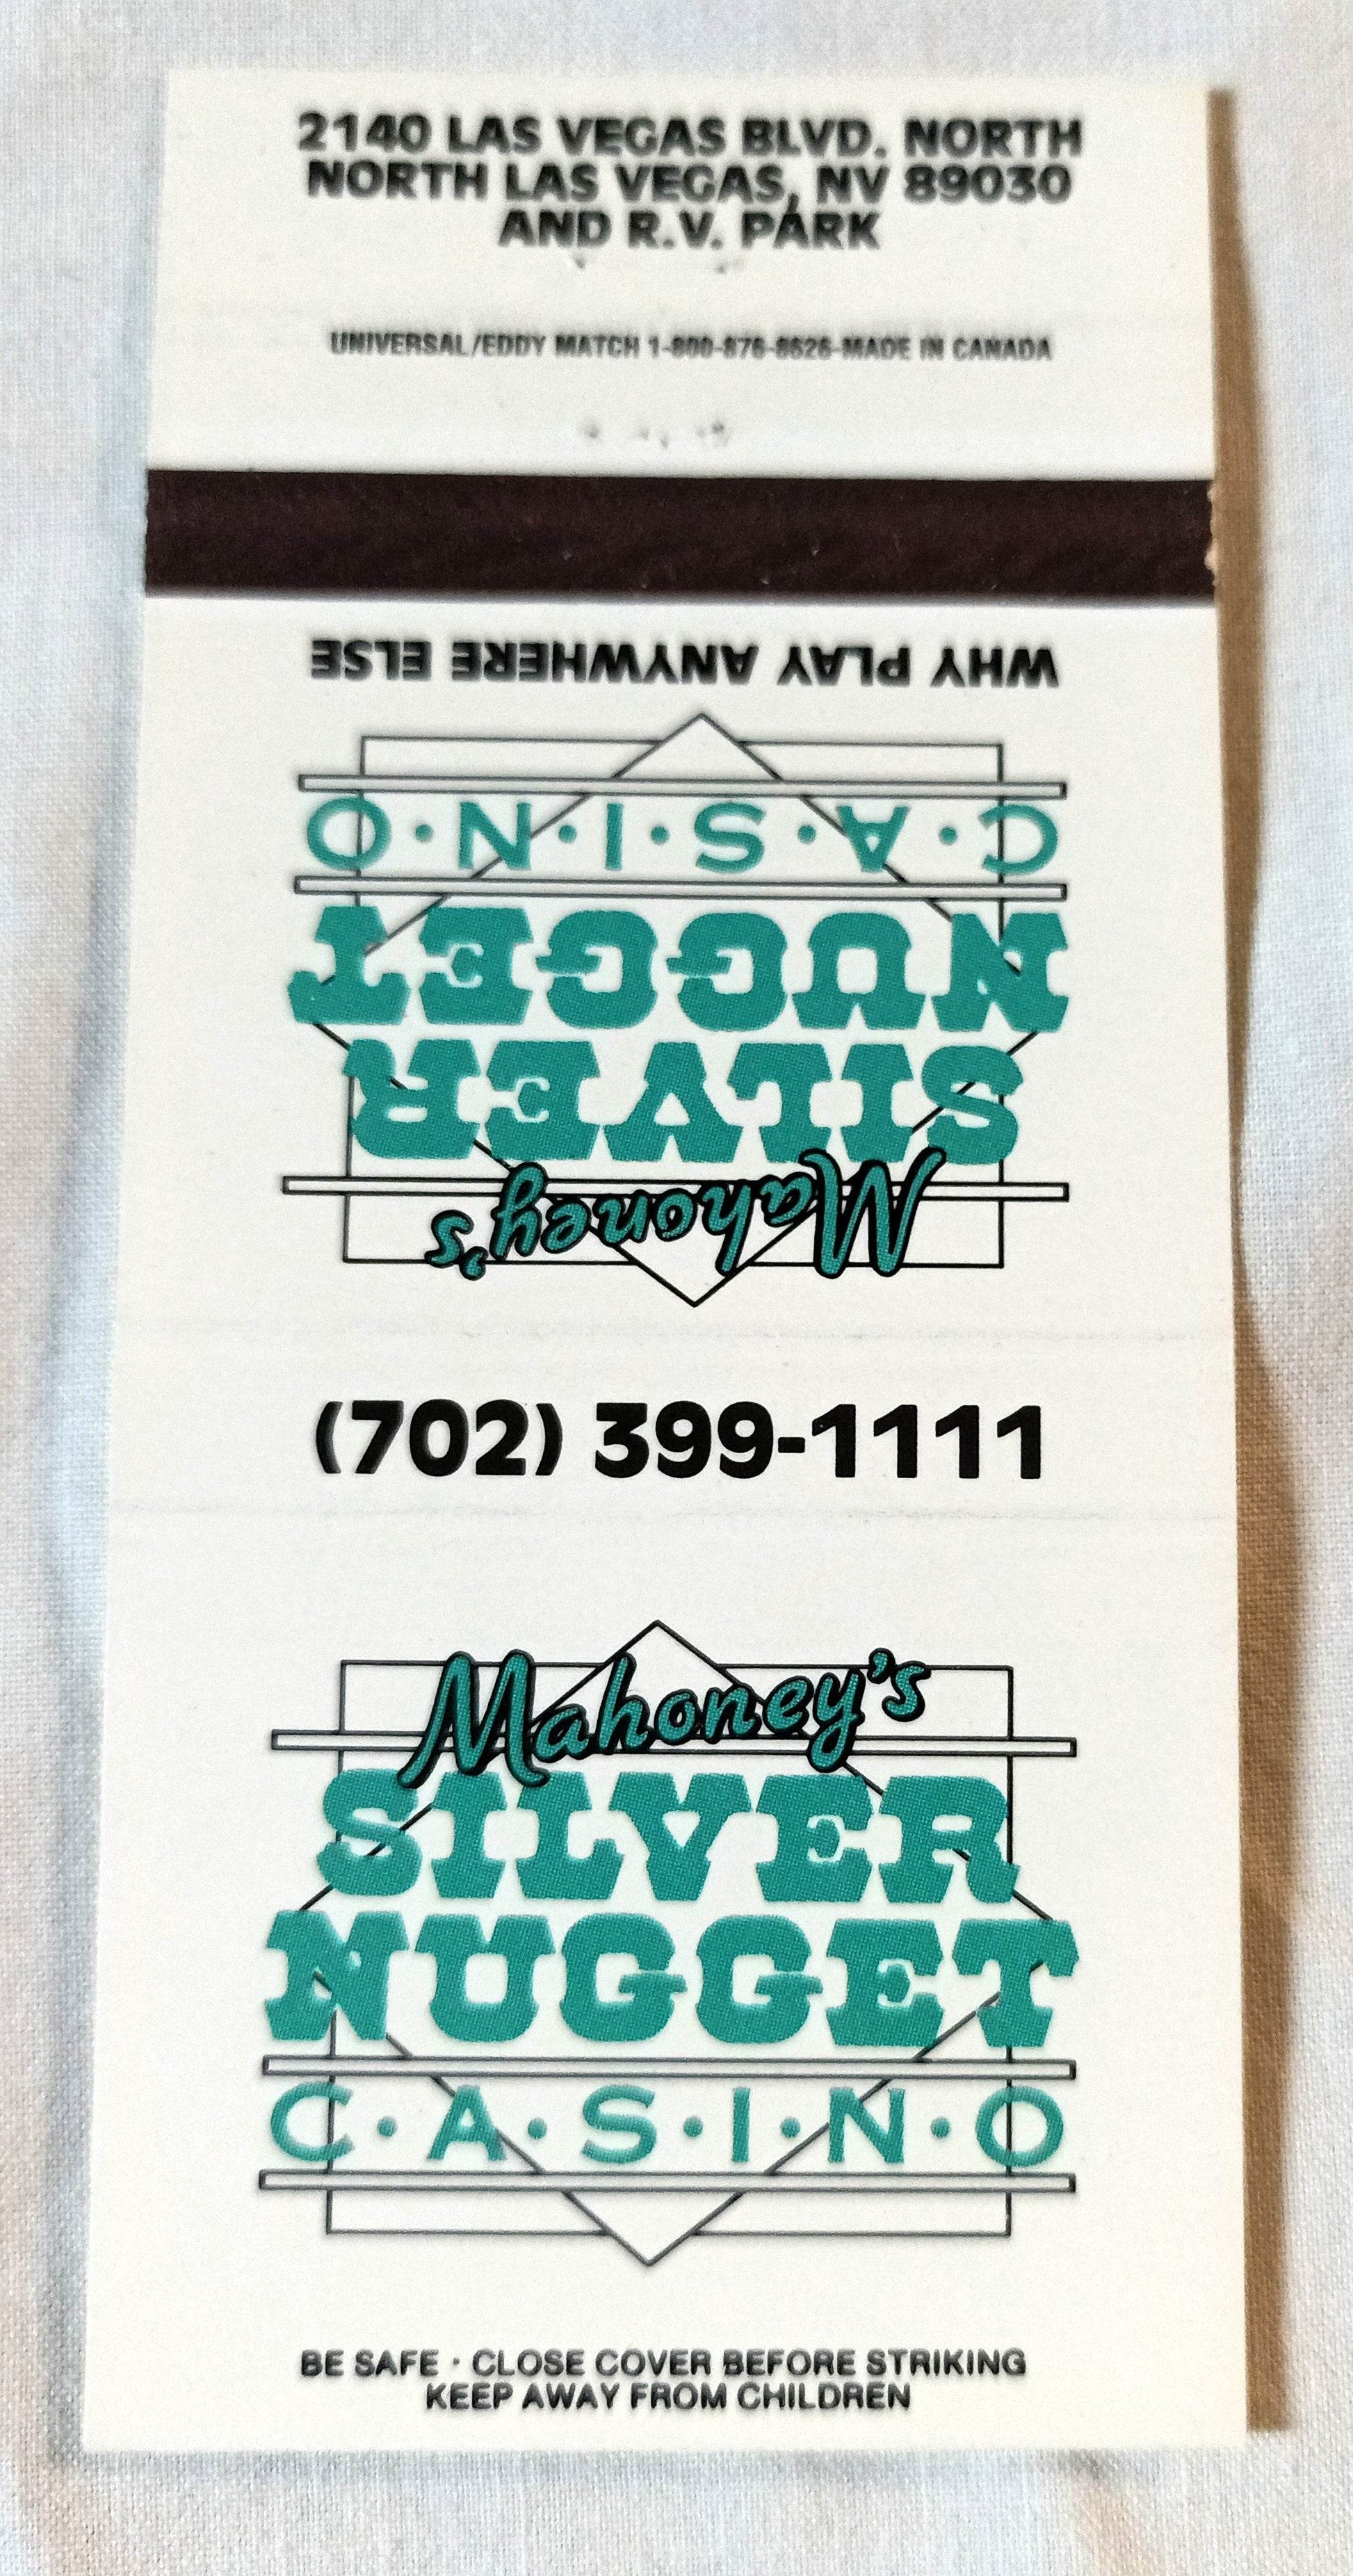 2140 LAS VEGAS BLVD. NORTH
NORTH LAS VEGAS, NV 89030
AND R.V. PARK
UNIVERSAL/EDDY MATCH 1-800-876-8626-MADE IN CANADA
WHY PLAY ANYWHERE ELSE
C·A·S·I·N·O
NUGGET
SILVER
Mahoney's
(702) 399-1111
Mahoney's
SILVER
NUGGET
C·A·S·I·N·O
BE SAFE · CLOSE COVER BEFORE STRIKING
KEEP AWAY FROM CHILDREN